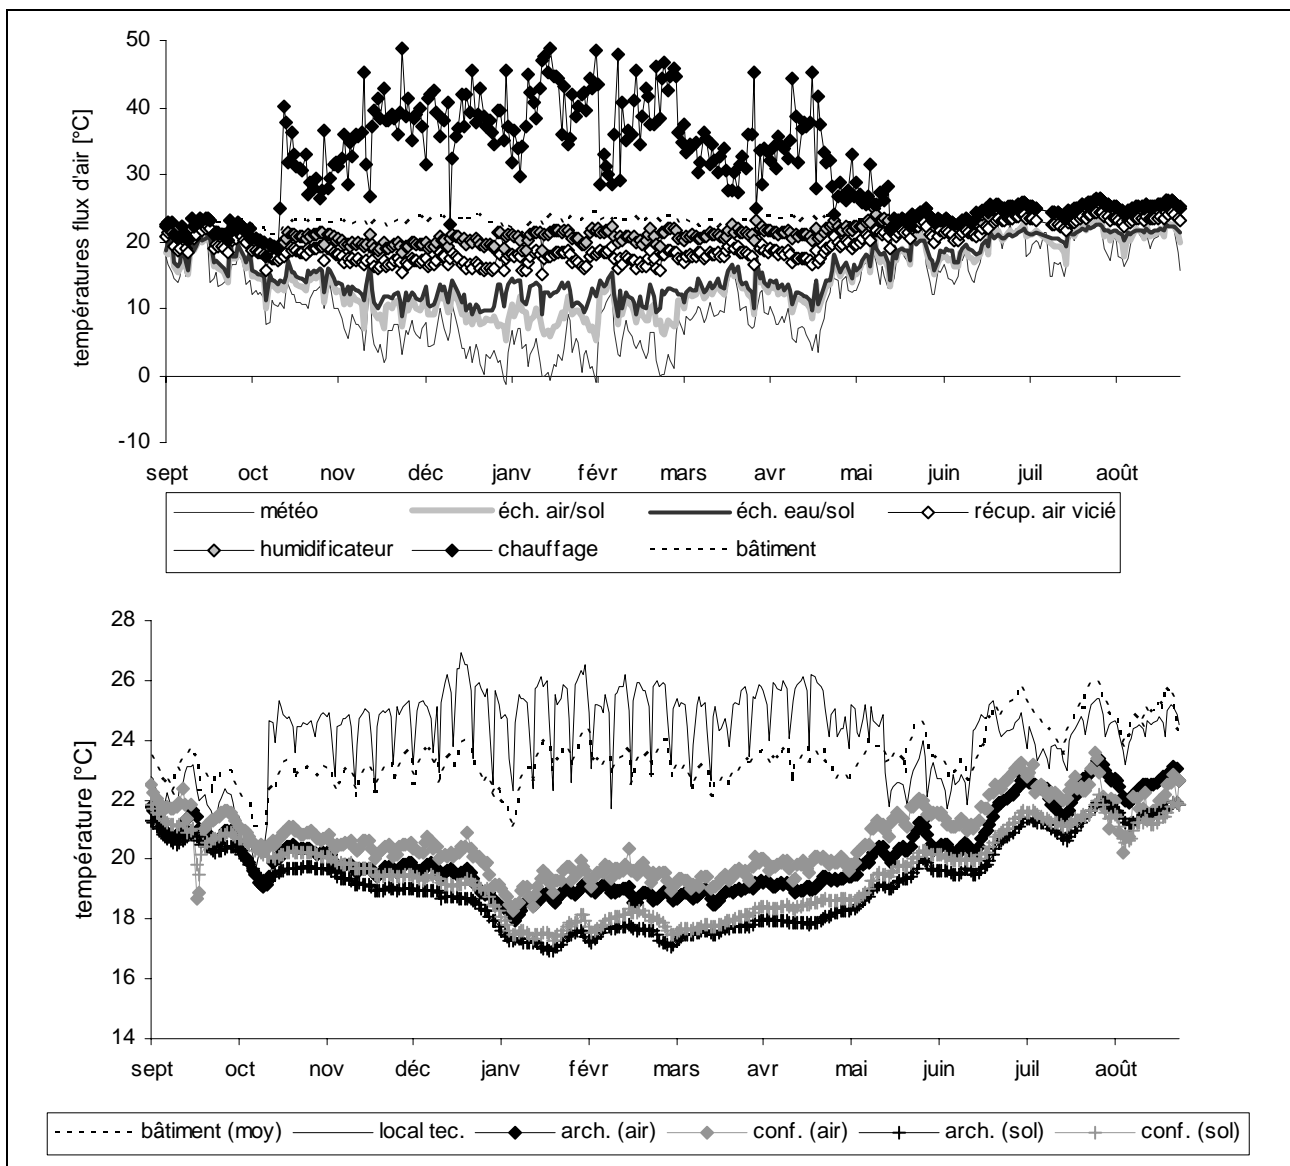 températures flux d'air [°C]
50
40
30
20
10
0
-10
sept oct nov déc janv févr mars avr mai juin juil août
météo éch. air/sol éch. eau/sol récup. air vicié
humidificateur chauffage bâtiment
température [°C]
28
26
24
22
20
18
16
14
sept oct nov déc janv févr mars avr mai juin juil août
bâtiment (moy) local tec. arch. (air) conf. (air) arch. (sol) conf. (sol)